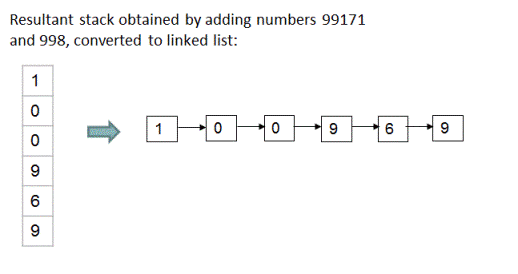 Resultant stack obtained by adding numbers 99171
and 998, converted to linked list:
1
0
0
9
6
9
1 0 0 9 6 9